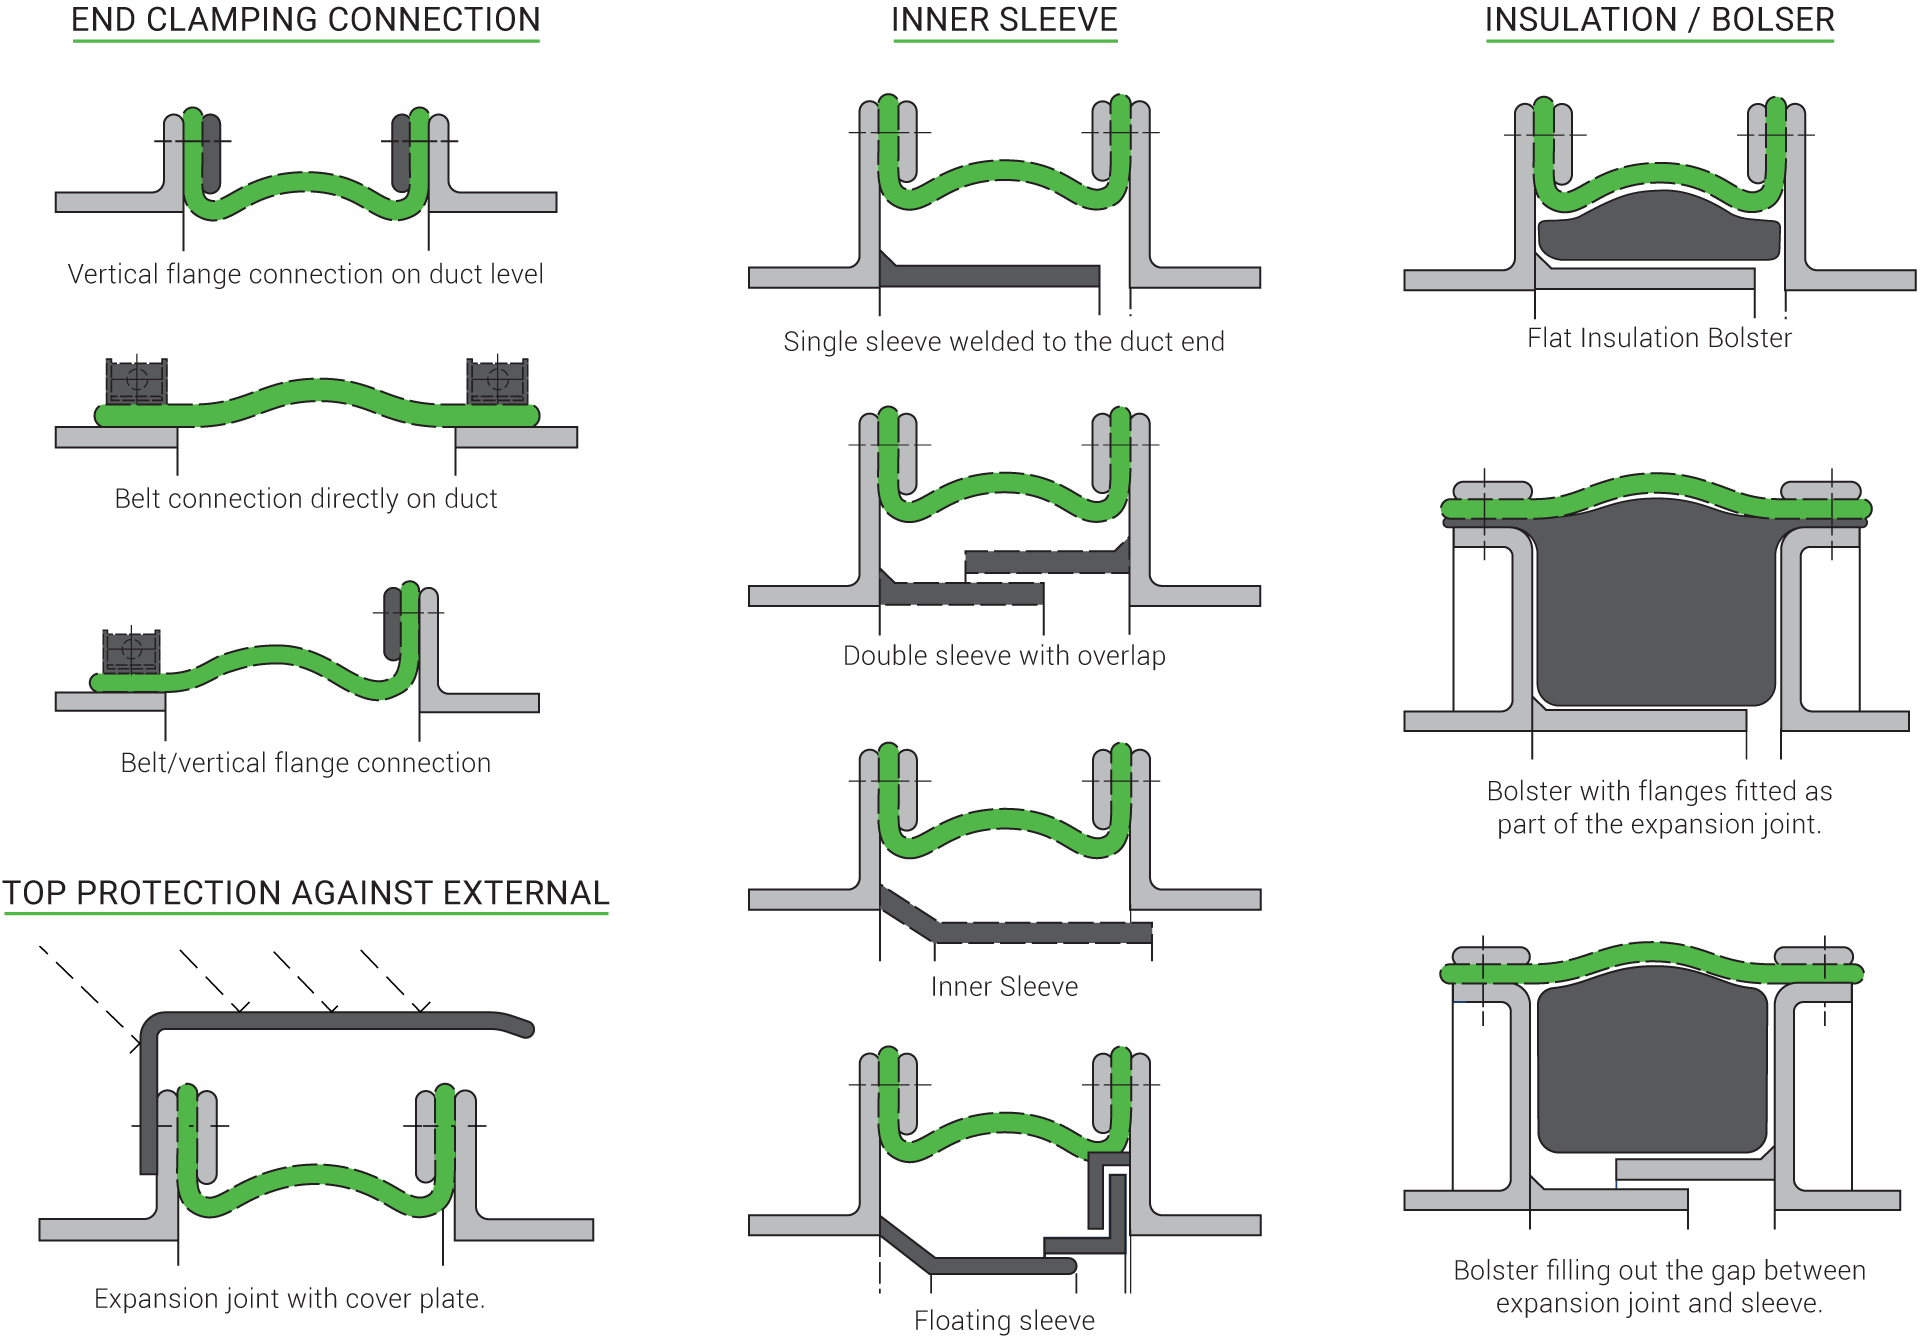 END CLAMPING CONNECTION
Vertical flange connection on duct level
Belt connection directly on duct
Belt/vertical flange connection
TOP PROTECTION AGAINST EXTERNAL
Expansion joint with cover plate.
INNER SLEEVE
Single sleeve welded to the duct end
Double sleeve with overlap
Inner Sleeve
Floating sleeve
INSULATION / BOLSER
Flat Insulation Bolster
Bolster with flanges fitted as
part of the expansion joint.
Bolster filling out the gap between
expansion joint and sleeve.